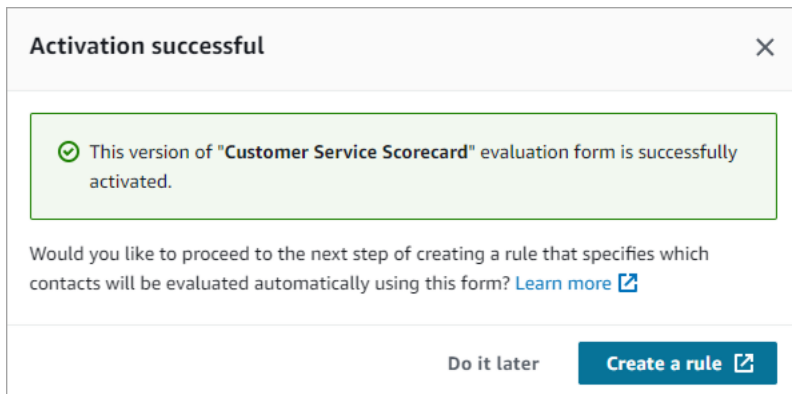 Activation successful
This version of "Customer Service Scorecard" evaluation form is successfully
activated.
Would you like to proceed to the next step of creating a rule that specifies which
contacts will be evaluated automatically using this form? Learn more
Do it later
Create a rule